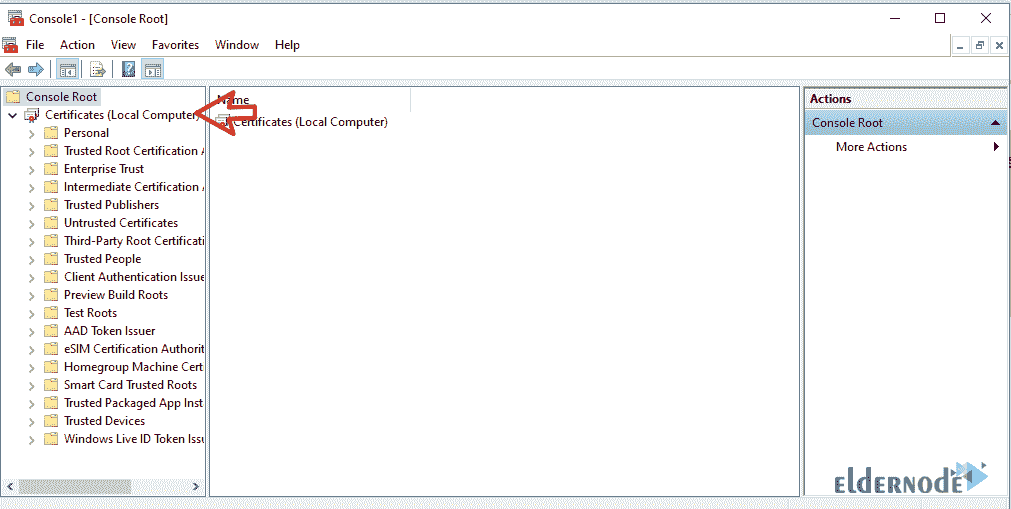 Console1 - [Console Root]
File Action View Favorites Window Help
Console Root
Certificates (Local Computer)
Personal
Trusted Root Certification A
Enterprise Trust
Intermediate Certification A
Trusted Publishers
Untrusted Certificates
Third-Party Root Certificati
Trusted People
Client Authentication Issue
Preview Build Roots
Test Roots
AAD Token Issuer
eSIM Certification Authorit
Homegroup Machine Cert
Smart Card Trusted Roots
Trusted Packaged App Inst
Trusted Devices
Windows Live ID Token Issu
Name
Certificates (Local Computer)
Actions
Console Root
More Actions
eldernode